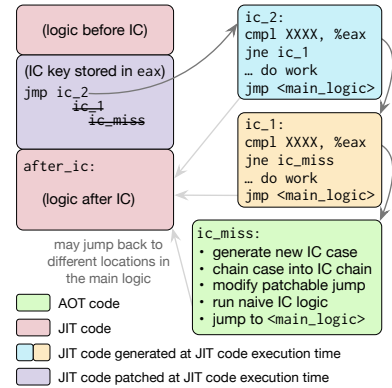 (logic before IC)
(IC key stored in eax)
jmp ic_2
ic_1
ic_miss
after_ic:
(logic after IC)
may jump back to
different locations in
the main logic
ic_2:
cmpl XXXX, %eax
jne ic_1
… do work
jmp <main_logic>
ic_1:
cmpl XXXX, %eax
jne ic_miss
… do work
jmp <main_logic>
ic_miss:
• generate new IC case
• chain case into IC chain
• modify patchable jump
• run naive IC logic
• jump to <main_logic>
AOT code
JIT code
JIT code generated at JIT code execution time
JIT code patched at JIT code execution time